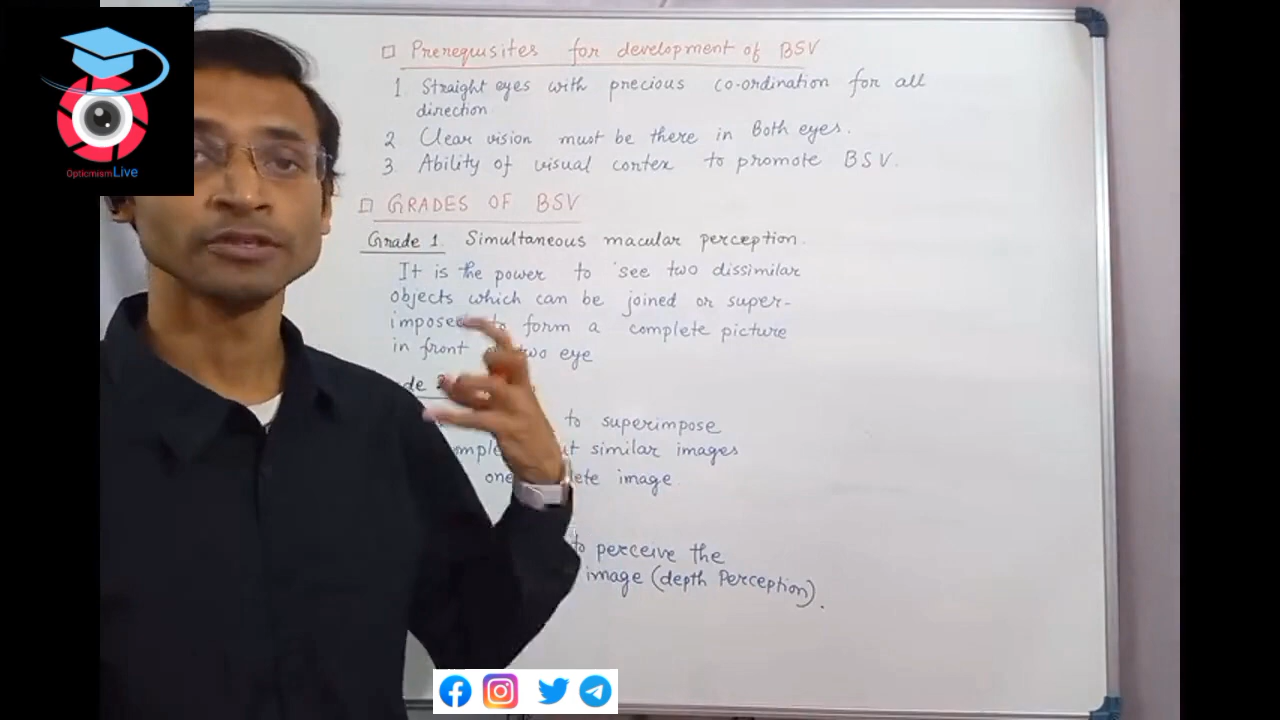 Opticmism Live
□ Prerequisites for development of BSV
1. Straight eyes with precious co-ordination for all
direction
2 Clear vision must be there in Both eyes.
3. Ability of visual cortex to promote BSV.
□ GRADES OF BSV
Grade 1. Simultaneous macular perception.
It is the power to see two dissimilar
objects which can be joined or super-
imposed to form a complete picture
in front two eye
to superimpose
similar images
one image
to perceive the
image (depth Perception).